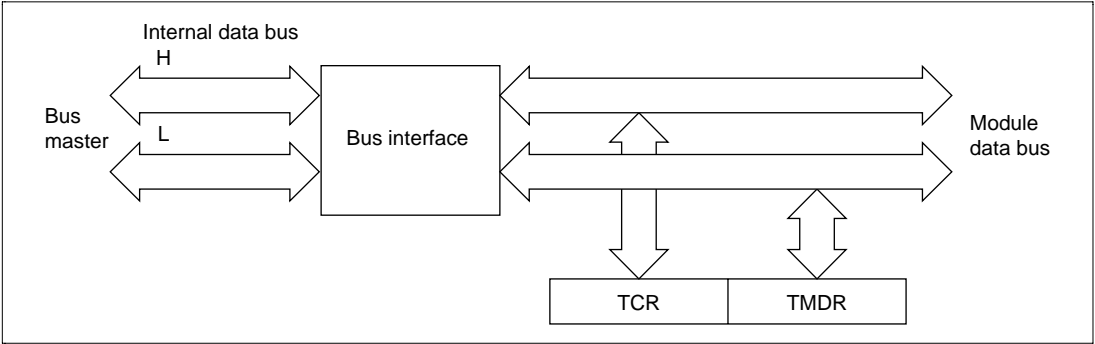 Internal data bus
H
Bus
master
L
Bus interface
Module
data bus
TCR
TMDR